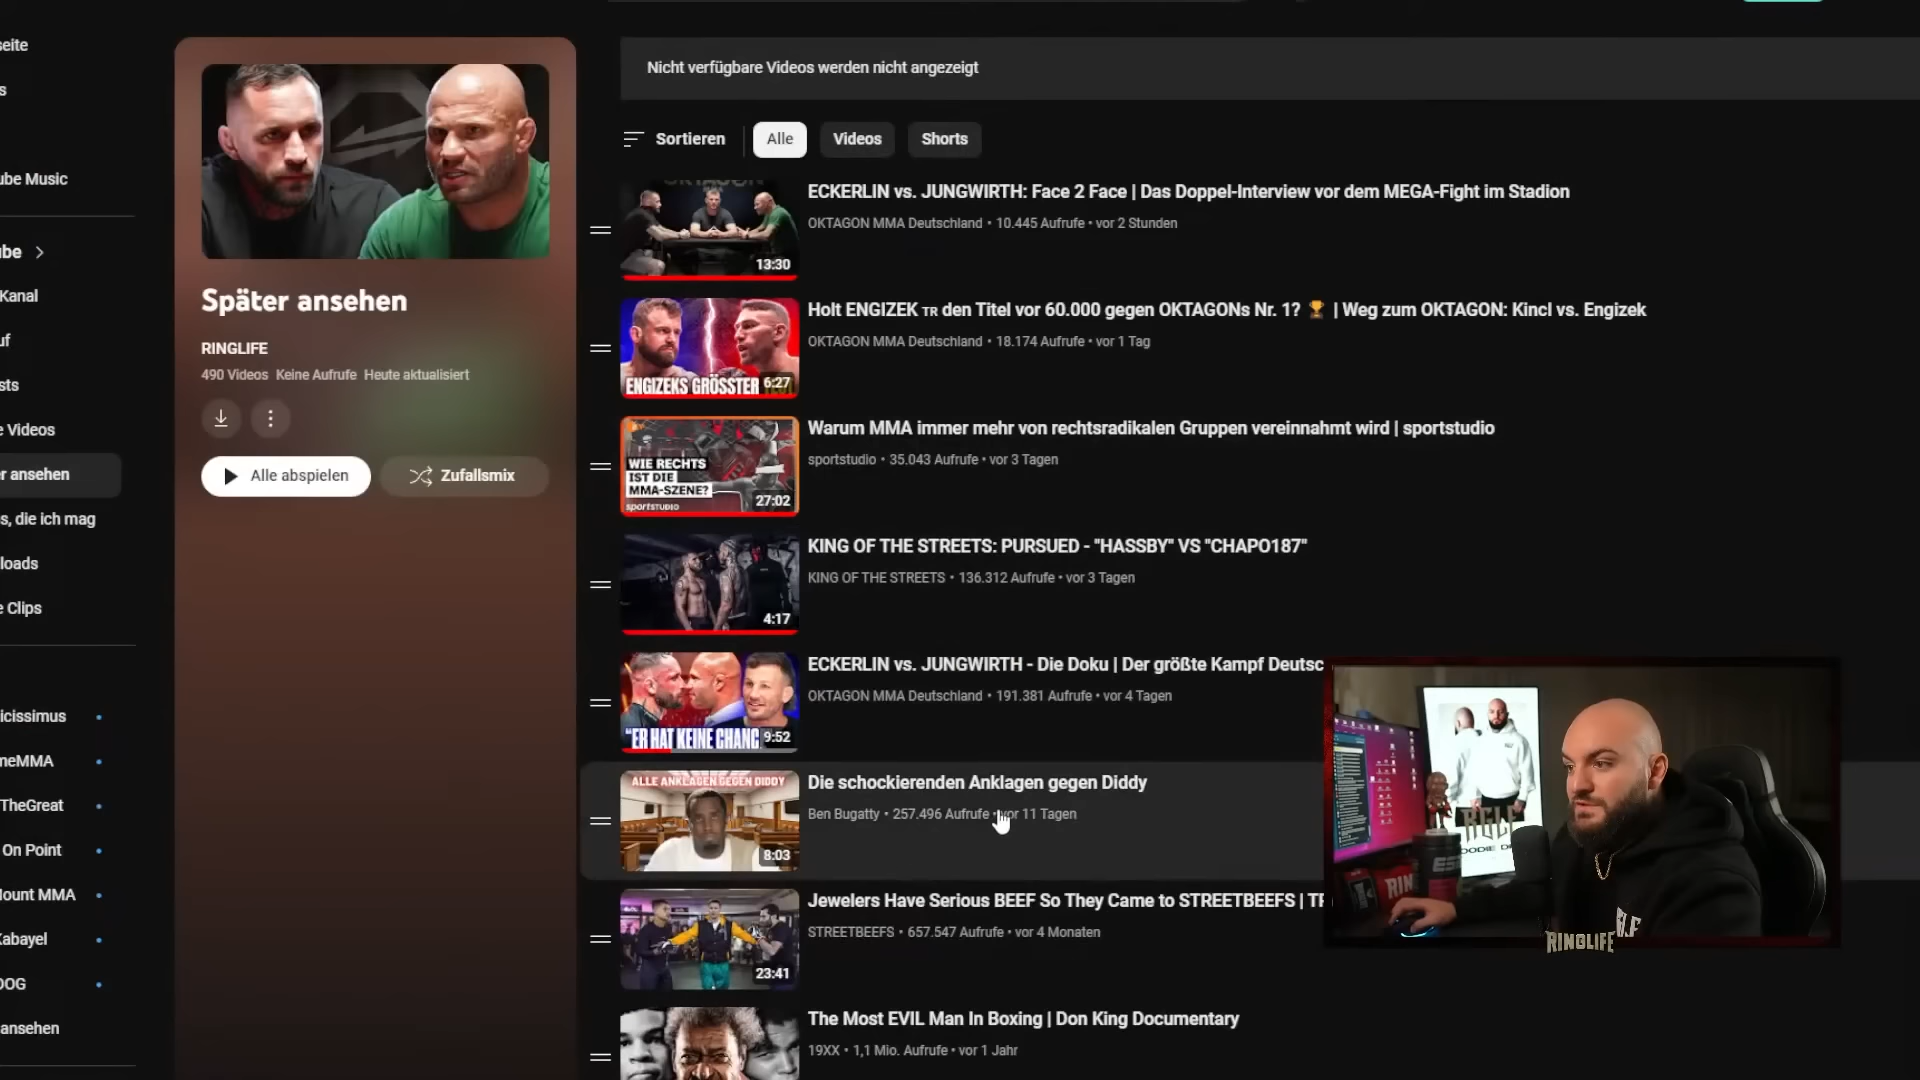 seite
s
ube Music
ube
Kanal
uf
sts
e Videos
er ansehen
s, die ich mag
loads
e Clips
icissimus
neMMA
TheGreat
On Point
Mount MMA
Kabayel
DOG
ansehen
Später ansehen
RINGLIFE
490 Videos Keine Aufrufe Heute aktualisiert
Alle abspielen
Zufallsmix
Nicht verfügbare Videos werden nicht angezeigt
Sortieren
Alle
Videos
Shorts
OKTAGON
13:30
ECKERLIN vs. JUNGWIRTH: Face 2 Face | Das Doppel-Interview vor dem MEGA-Fight im Stadion
OKTAGON MMA Deutschland • 10.445 Aufrufe • vor 2 Stunden
ENGIZEKS GRÖSSTER
6:27
Holt ENGIZEK TR den Titel vor 60.000 gegen OKTAGONs Nr. 1? 🏆 | Weg zum OKTAGON: Kincl vs. Engizek
OKTAGON MMA Deutschland • 18.174 Aufrufe • vor 1 Tag
WIE RECHTS
IST DIE
MMA-SZENE?
sportSTUDIO
27:02
Warum MMA immer mehr von rechtsradikalen Gruppen vereinnahmt wird | sportstudio
sportstudio • 35.043 Aufrufe • vor 3 Tagen
4:17
KING OF THE STREETS: PURSUED - "HASSBY" VS "CHAPO187"
KING OF THE STREETS • 136.312 Aufrufe • vor 3 Tagen
"ER HAT KEINE CHANC
9:52
ECKERLIN vs. JUNGWIRTH - Die Doku | Der größte Kampf Deutsc
OKTAGON MMA Deutschland • 191.381 Aufrufe • vor 4 Tagen
ALLE ANKLAGEN GEGEN DIDDY
8:03
Die schockierenden Anklagen gegen Diddy
Ben Bugatty • 257.496 Aufrufe • vor 11 Tagen
23:41
Jewelers Have Serious BEEF So They Came to STREETBEEFS | TF
STREETBEEFS • 657.547 Aufrufe • vor 4 Monaten
The Most EVIL Man In Boxing | Don King Documentary
19XX • 1,1 Mio. Aufrufe • vor 1 Jahr
RGLF
OODIE DR
ES
RIN
RINGLIFE